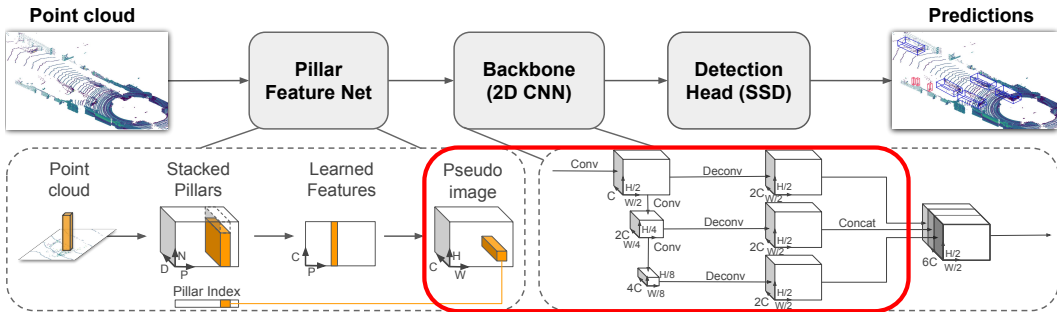 Point cloud
Predictions
Pillar
Feature Net
Backbone
(2D CNN)
Detection
Head (SSD)
Point
cloud
Stacked
Pillars
Learned
Features
Pseudo
image
N
D
P
C
P
H
C
W
Pillar Index
Conv
C
H/2
W/2
Conv
2C
H/4
W/4
Conv
4C
H/8
W/8
Deconv
2C
H/2
W/2
Deconv
2C
H/2
W/2
Deconv
2C
H/2
W/2
Concat
6C
H/2
W/2